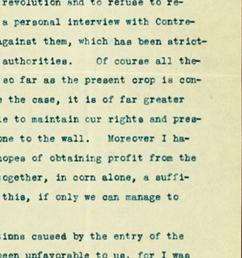 revolution and to refuse to re-
a personal interview with Contre-
against them, which has been strict-
authorities. Of course all the-
so far as the present crop is con-
e the case, it is of far greater
le to maintain our rights and pres-
one to the wall. Moreover I ha-
hopes of obtaining profit from the
together, in corn alone, a suffi-
this, if only we can manage to
sions caused by the entry of the
been unfavorable to us, for I was